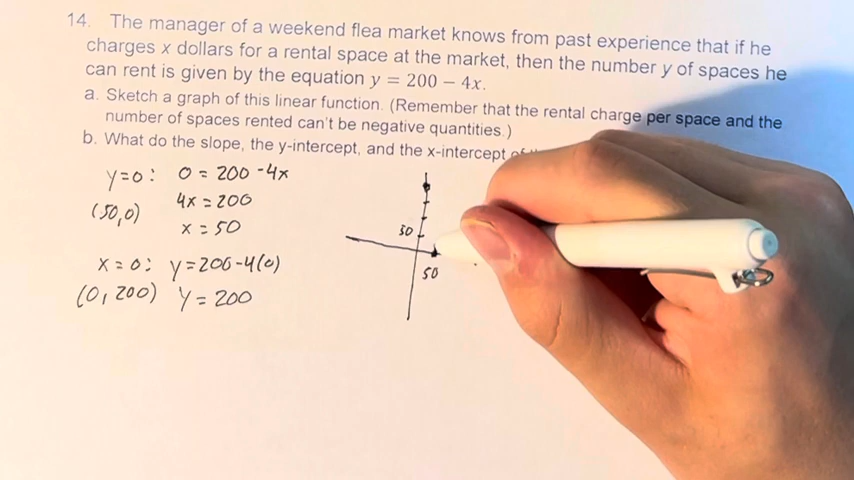 14. The manager of a weekend flea market knows from past experience that if he
charges x dollars for a rental space at the market, then the number y of spaces he
can rent is given by the equation y = 200 – 4x.
a. Sketch a graph of this linear function. (Remember that the rental charge per space and the
number of spaces rented can't be negative quantities.)
b. What do the slope, the y-intercept, and the x-intercept
y=0: 0 = 200 -4x
(50,0) 4x = 200
x = 50
x = 0: y = 200-4(0)
(0, 200) y = 200
50
50